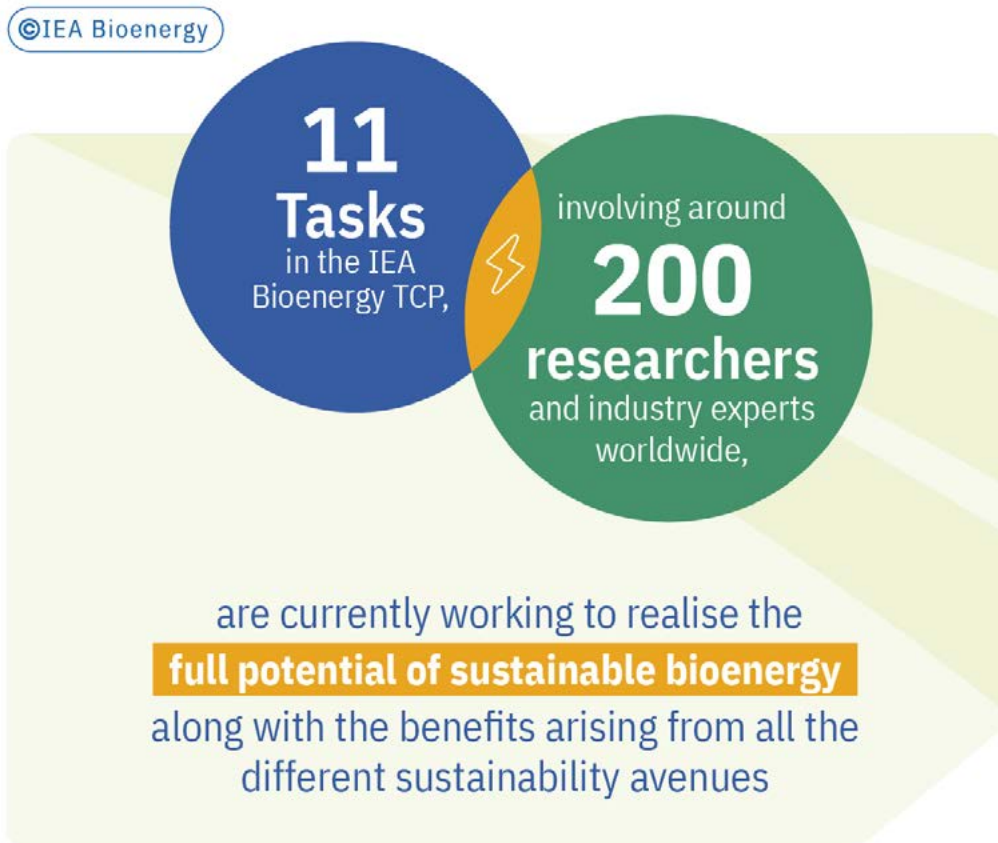 ©IEA Bioenergy
11
Tasks
in the IEA
Bioenergy TCP,
involving around
200
researchers
and industry experts
worldwide,
are currently working to realise the
full potential of sustainable bioenergy
along with the benefits arising from all the
different sustainability avenues